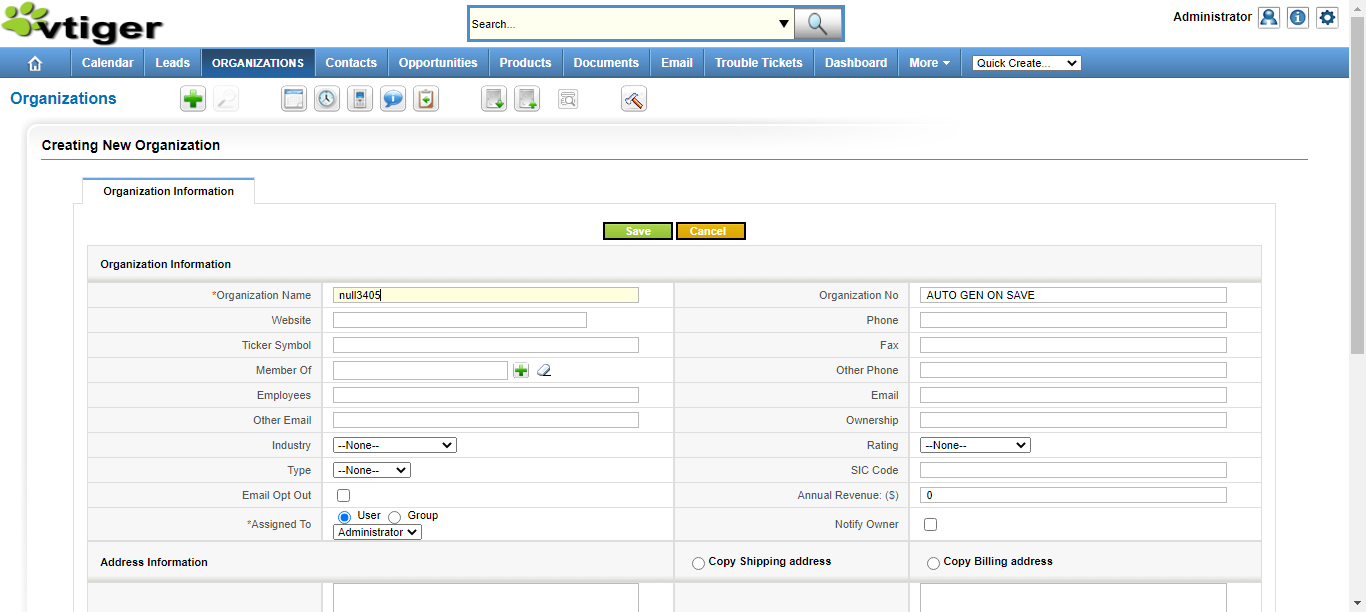 vtiger
Search...
Administrator
Calendar Leads ORGANIZATIONS Contacts Opportunities Products Documents Email Trouble Tickets Dashboard More Quick Create...
Organizations
Creating New Organization
Organization Information
Save Cancel
Organization Information
*Organization Name null3405 Organization No AUTO GEN ON SAVE
Website Phone
Ticker Symbol Fax
Member Of Other Phone
Employees Email
Other Email Ownership
Industry --None-- Rating --None--
Type --None-- SIC Code
Email Opt Out Annual Revenue: ($) 0
*Assigned To User Group Notify Owner
Administrator
Address Information Copy Shipping address Copy Billing address